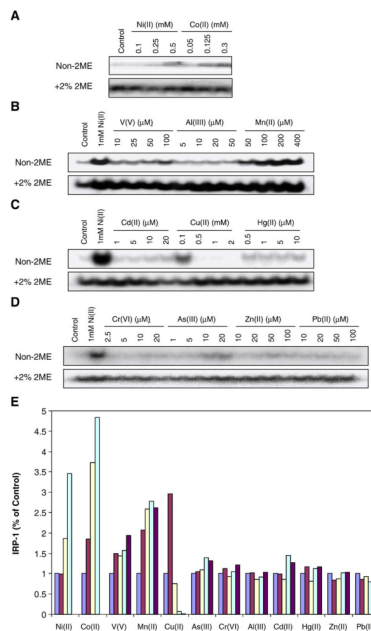 A
Control
Ni(II) (mM)
Co(II) (mM)
0.1
0.25
0.5
0.05
0.125
0.3
Non-2ME
+2% 2ME
B
Control
1mM Ni(II)
V(V) (μM)
Al(IIII) (μM)
Mn(II) (μM)
10
25
50
100
5
10
20
50
50
100
200
400
Non-2ME
+2% 2ME
C
Control
1mM Ni(II)
Cd(II) (μM)
Cu(II) (mM)
Hg(II) (μM)
1
5
10
20
0.1
0.5
1
2
0.5
1
5
10
Non-2ME
+2% 2ME
D
Control
1mM Ni(II)
Cr(VI) (μM)
As(III) (μM)
Zn(II) (μM)
Pb(II) (μM)
2.5
5
10
20
1
5
10
20
10
20
50
100
10
20
50
100
Non-2ME
+2% 2ME
E
IRP-1 (% of Control)
5
4.5
4
3.5
3
2.5
2
1.5
1
0.5
0
Ni(II) Co(II) V(V) Mn(II) Cu(II) As(III) Cr(VI) Al(III) Cd(II) Hg(II) Zn(II) Pb(II